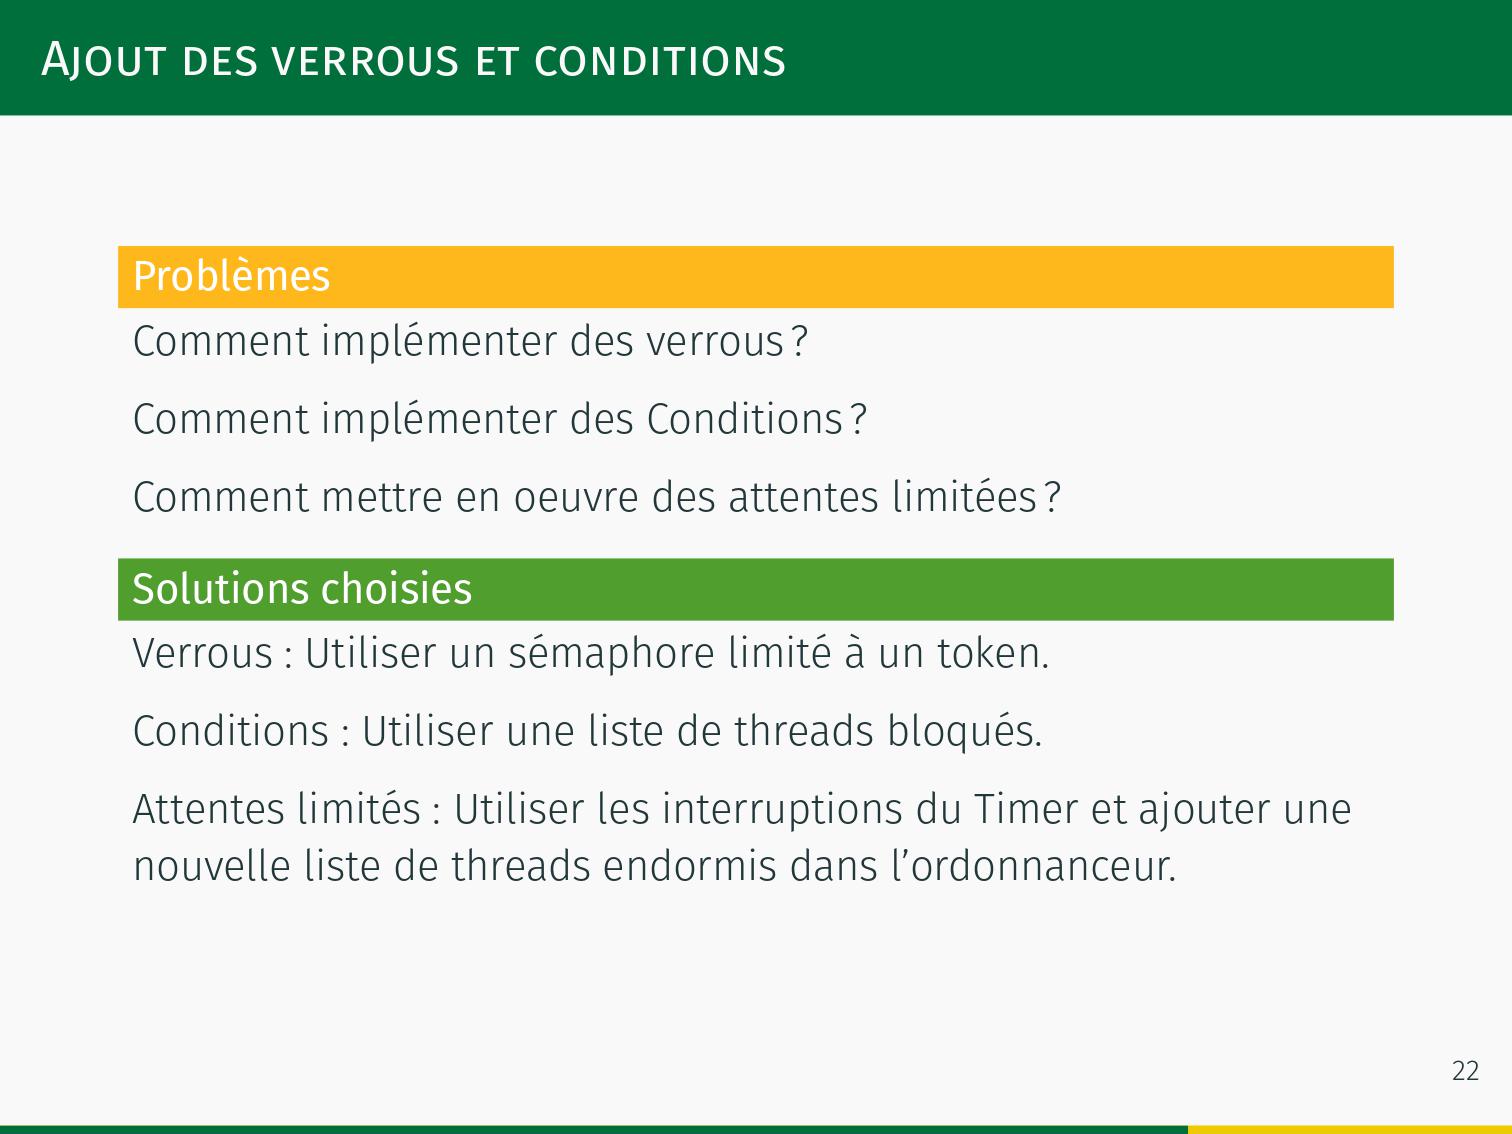 Ajout des verrous et conditions
Problèmes
Comment implémenter des verrous ?
Comment implémenter des Conditions ?
Comment mettre en oeuvre des attentes limitées ?
Solutions choisies
Verrous : Utiliser un sémaphore limité à un token.
Conditions : Utiliser une liste de threads bloqués.
Attentes limités : Utiliser les interruptions du Timer et ajouter une
nouvelle liste de threads endormis dans l’ordonnanceur.
22